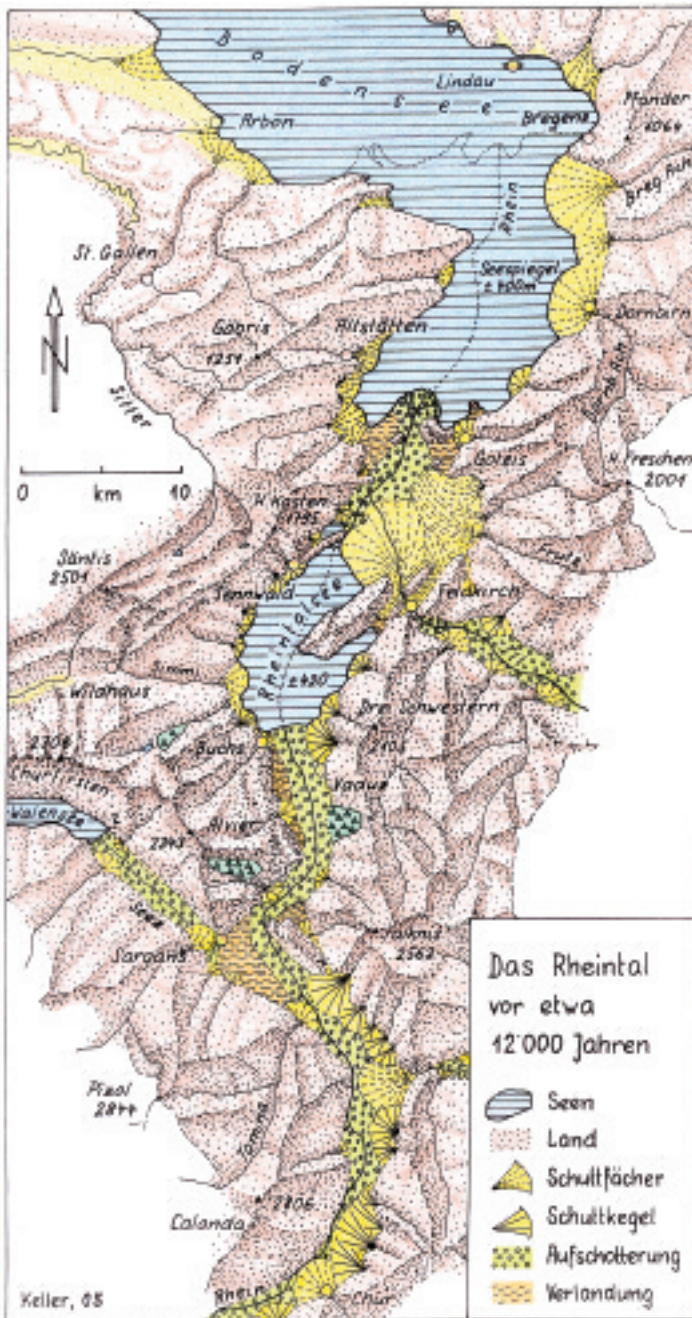 Bodensee
Lindau
Arbon
Bregenz
Pfänder
1064
Breg. Ach
Rhein
St. Gallen
Seespiegel
± 400m
Gäbris
1251
Altstätten
Dornbirn
N
Sitter
0 km 10
Götzis
H. Freschen
2001
H. Kasten
1795
Säntis
2501
Frutz
Sennwald
Feldkirch
Rheintalsee
± 430
Simmi
Wildhaus
Drei Schwestern
Buchs
Churfirsten
Vaduz
Walensee
Alvier
2343
Seez
Sargans
Falknis
2562
Das Rheintal
vor etwa
12'000 Jahren
Pizol
2844
Tamina
Seen
Land
Schuttfächer
Schuttkegel
Aufschotterung
Verlandung
2806
Calanda
Rhein
Chur
Keller, 05